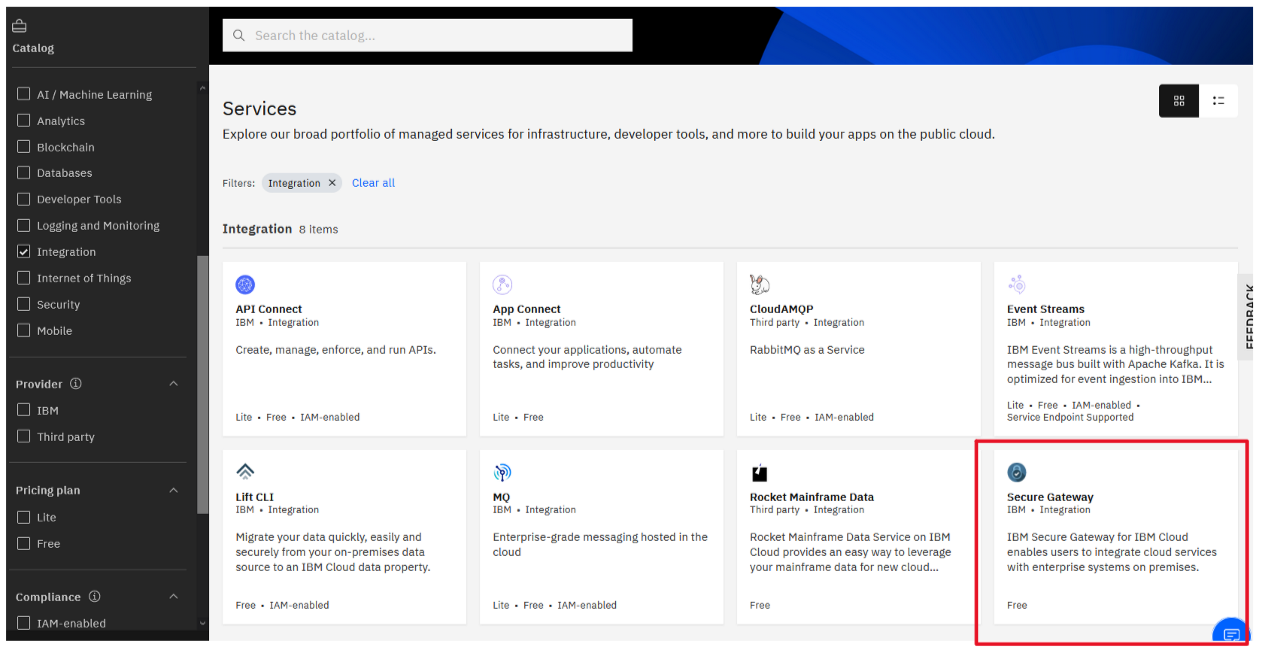 Catalog
AI / Machine Learning
Analytics
Blockchain
Databases
Developer Tools
Logging and Monitoring
Integration
Internet of Things
Security
Mobile
Provider
IBM
Third party
Pricing plan
Lite
Free
Compliance
IAM-enabled
Search the catalog...
Services
Explore our broad portfolio of managed services for infrastructure, developer tools, and more to build your apps on the public cloud.
Filters: Integration × Clear all
Integration 8 items
API Connect
IBM • Integration
Create, manage, enforce, and run APIs.
Lite • Free • IAM-enabled
App Connect
IBM • Integration
Connect your applications, automate
tasks, and improve productivity
Lite • Free
CloudAMQP
Third party • Integration
RabbitMQ as a Service
Lite • Free • IAM-enabled
Event Streams
IBM • Integration
IBM Event Streams is a high-throughput
message bus built with Apache Kafka. It is
optimized for event ingestion into IBM...
Lite • Free • IAM-enabled •
Service Endpoint Supported
Lift CLI
IBM • Integration
Migrate your data quickly, easily and
securely from your on-premises data
source to an IBM Cloud data property.
Free • IAM-enabled
MQ
IBM • Integration
Enterprise-grade messaging hosted in the
cloud
Lite • Free • IAM-enabled
Rocket Mainframe Data
Third party • Integration
Rocket Mainframe Data Service on IBM
Cloud provides an easy way to leverage
your mainframe data for new cloud...
Free
Secure Gateway
IBM • Integration
IBM Secure Gateway for IBM Cloud
enables users to integrate cloud services
with enterprise systems on premises.
Free
FEEDBACK